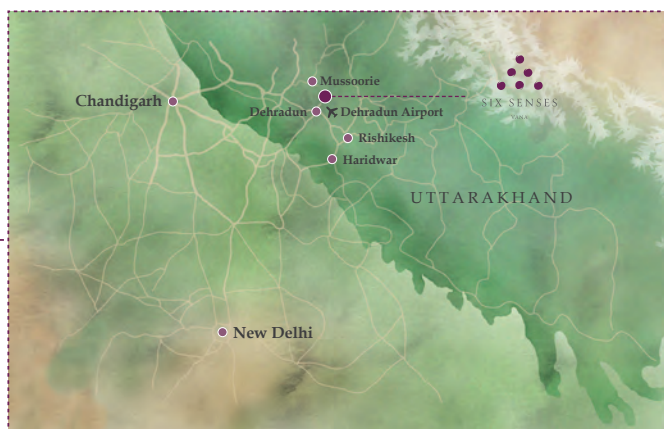 Mussoorie
Chandigarh
SIX SENSES
Dehradun
Dehradun Airport
Rishikesh
Haridwar
UTTARAKHAND
New Delhi